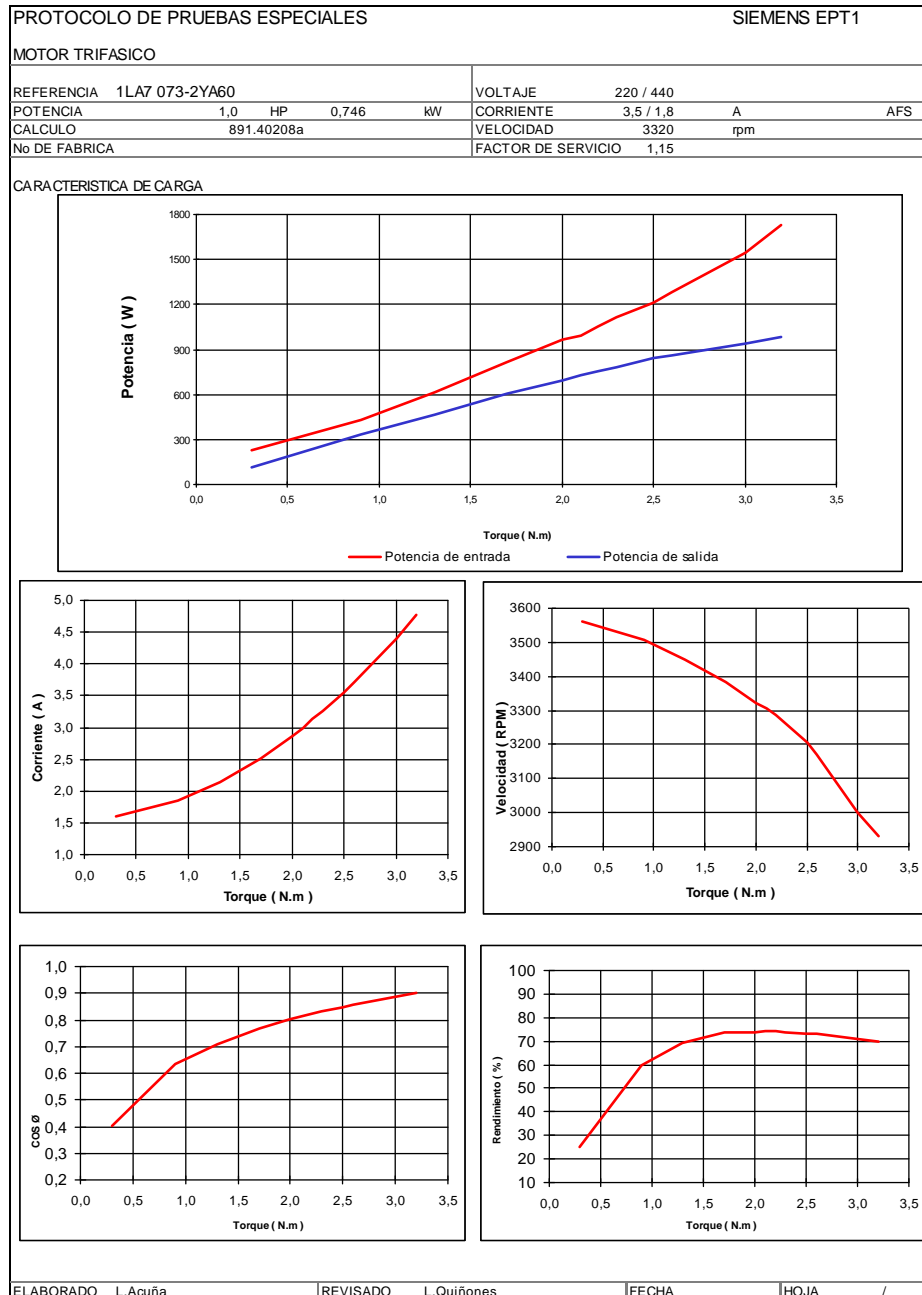 PROTOCOLO DE PRUEBAS ESPECIALES SIEMENS EPT1
MOTOR TRIFASICO
REFERENCIA 1LA7 073-2YA60 VOLTAJE 220 / 440
POTENCIA 1,0 HP 0,746 kW CORRIENTE 3,5 / 1,8 A AFS
CALCULO 891.40208a VELOCIDAD 3320 rpm
No DE FABRICA FACTOR DE SERVICIO 1,15
CARACTERISTICA DE CARGA
Potencia ( W )
1800
1500
1200
900
600
300
0
0,0 0,5 1,0 1,5 2,0 2,5 3,0 3,5
Torque ( N.m)
Potencia de entrada Potencia de salida
Corriente ( A )
5,0
4,5
4,0
3,5
3,0
2,5
2,0
1,5
1,0
0,0 0,5 1,0 1,5 2,0 2,5 3,0 3,5
Torque ( N.m )
Velocidad ( RPM )
3600
3500
3400
3300
3200
3100
3000
2900
0,0 0,5 1,0 1,5 2,0 2,5 3,0 3,5
Torque ( N.m )
COS Ø
1,0
0,9
0,8
0,7
0,6
0,5
0,4
0,3
0,2
0,0 0,5 1,0 1,5 2,0 2,5 3,0 3,5
Torque ( N.m )
Rendimiento ( % )
100
90
80
70
60
50
40
30
20
10
0,0 0,5 1,0 1,5 2,0 2,5 3,0 3,5
Torque ( N.m )
ELABORADO L.Acuña REVISADO L.Quiñones FECHA HOJA /